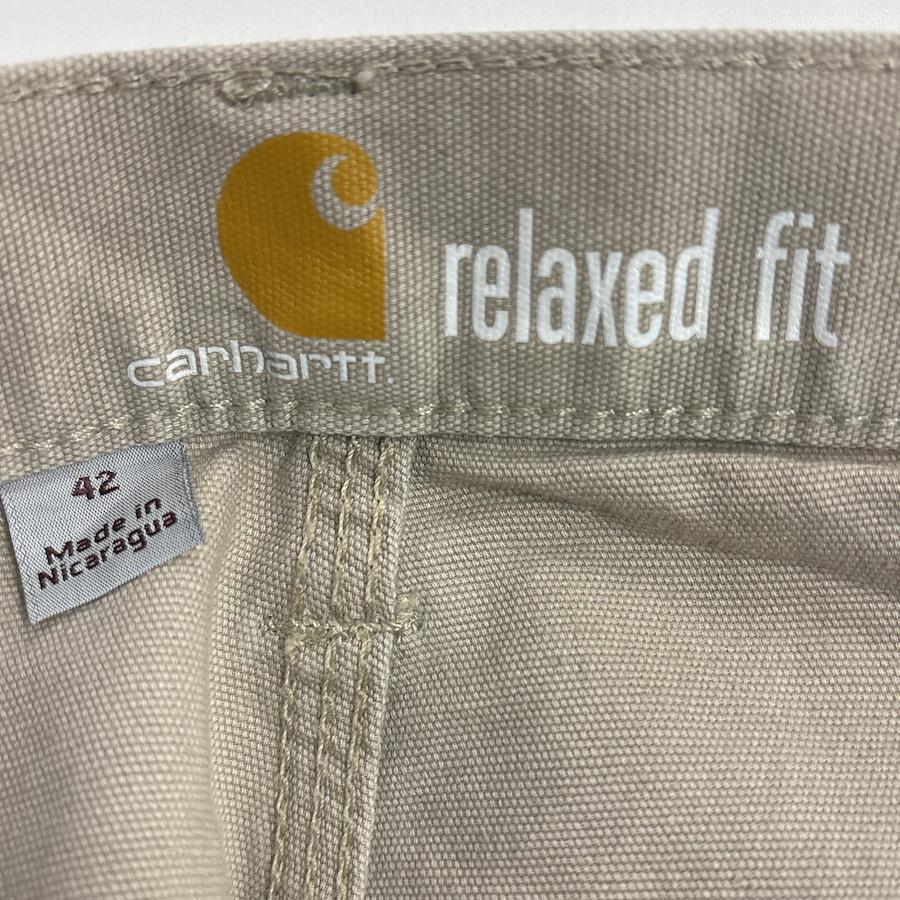 carhartt.
relaxed fit
42
Made in
Nicaragua